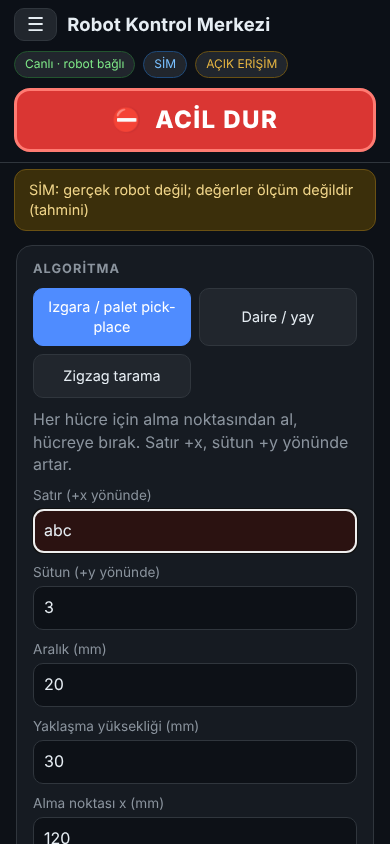 ☰ Robot Kontrol Merkezi
Canlı · robot bağlı SİM AÇIK ERİŞİM
⛔ ACİL DUR
SİM: gerçek robot değil; değerler ölçüm değildir
(tahmini)
ALGORİTMA
Izgara / palet pick-
place
Daire / yay
Zigzag tarama
Her hücre için alma noktasından al,
hücreye bırak. Satır +x, sütun +y yönünde
artar.
Satır (+x yönünde)
abc
Sütun (+y yönünde)
3
Aralık (mm)
20
Yaklaşma yüksekliği (mm)
30
Alma noktası x (mm)
120